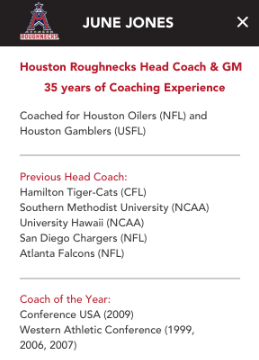 ROUGHNECKS
JUNE JONES
Houston Roughnecks Head Coach & GM
35 years of Coaching Experience
Coached for Houston Oilers (NFL) and
Houston Gamblers (USFL)
Previous Head Coach:
Hamilton Tiger-Cats (CFL)
Southern Methodist University (NCAA)
University Hawaii (NCAA)
San Diego Chargers (NFL)
Atlanta Falcons (NFL)
Coach of the Year:
Conference USA (2009)
Western Athletic Conference (1999,
2006, 2007)